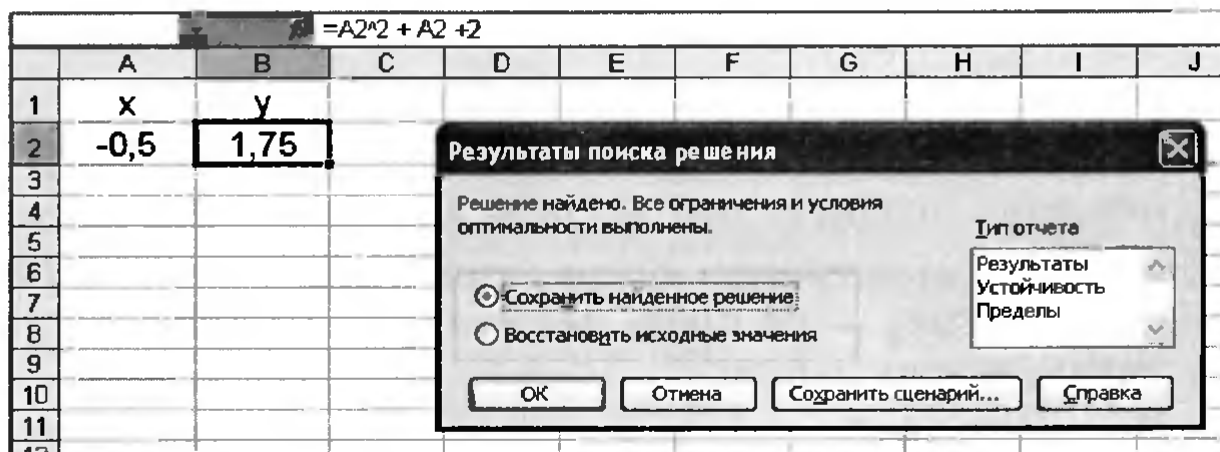 =A2^2 + A2 +2
A B C D E F G H I J
1 x y
2 -0,5 1,75
3
4
5
6
7
8
9
10
11
12
Результаты поиска решения
Решение найдено. Все ограничения и условия
оптимальности выполнены.
Тип отчета
Результаты
Устойчивость
Пределы
Сохранить найденное решение
Восстановить исходные значения
ОК Отмена Сохранить сценарий... Справка